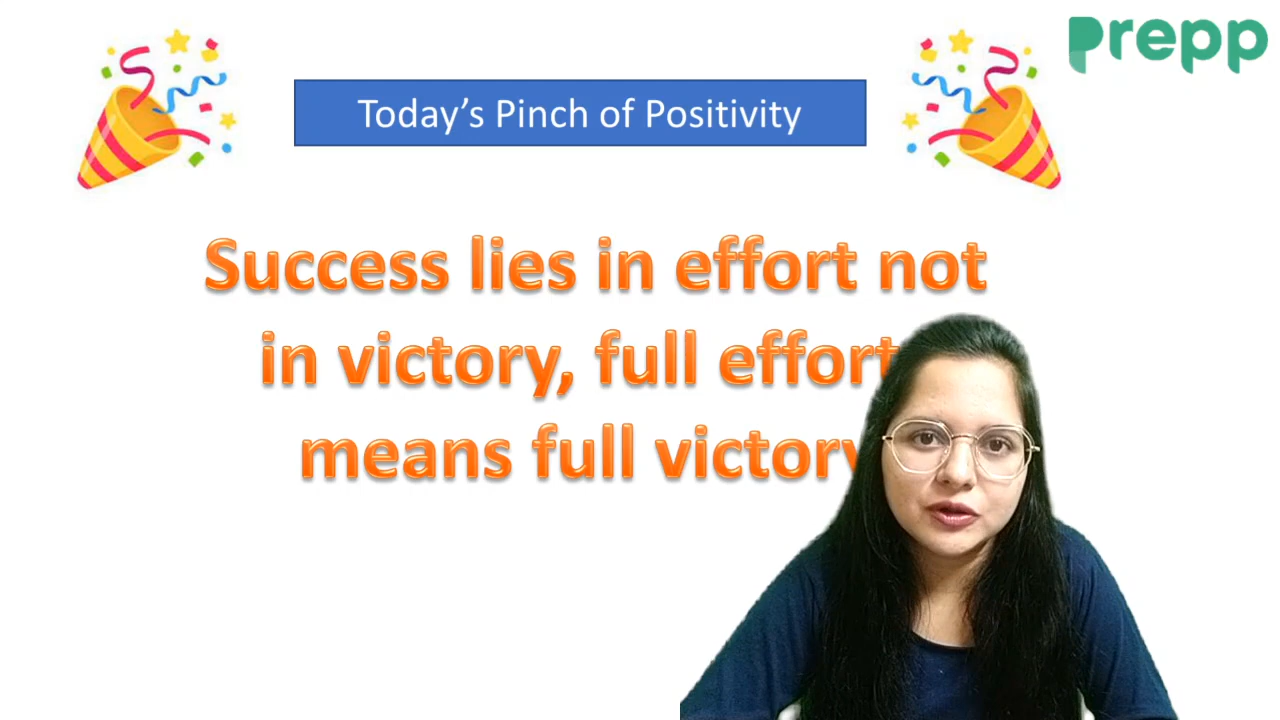 prepp
Today's Pinch of Positivity
Success lies in effort not
in victory, full effort
means full victory